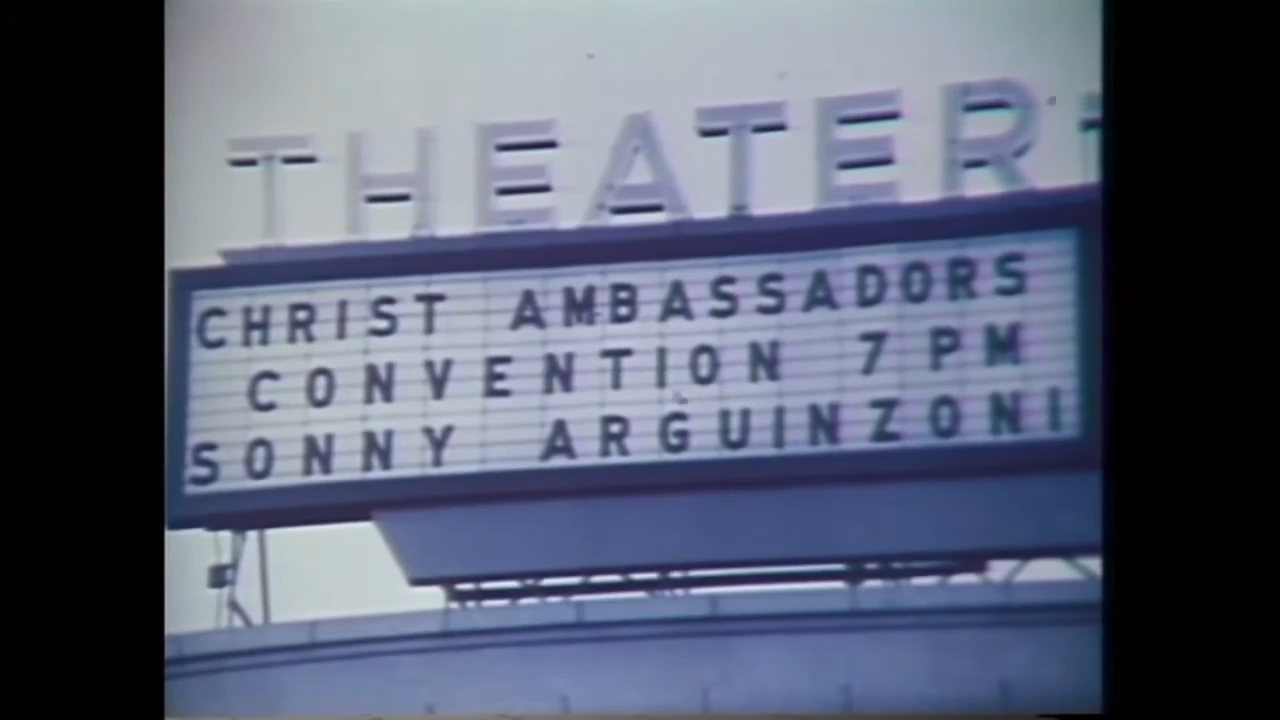 THEATER
CHRIST AMBASSADORS
CONVENTION 7 PM
SONNY ARGUINZONI